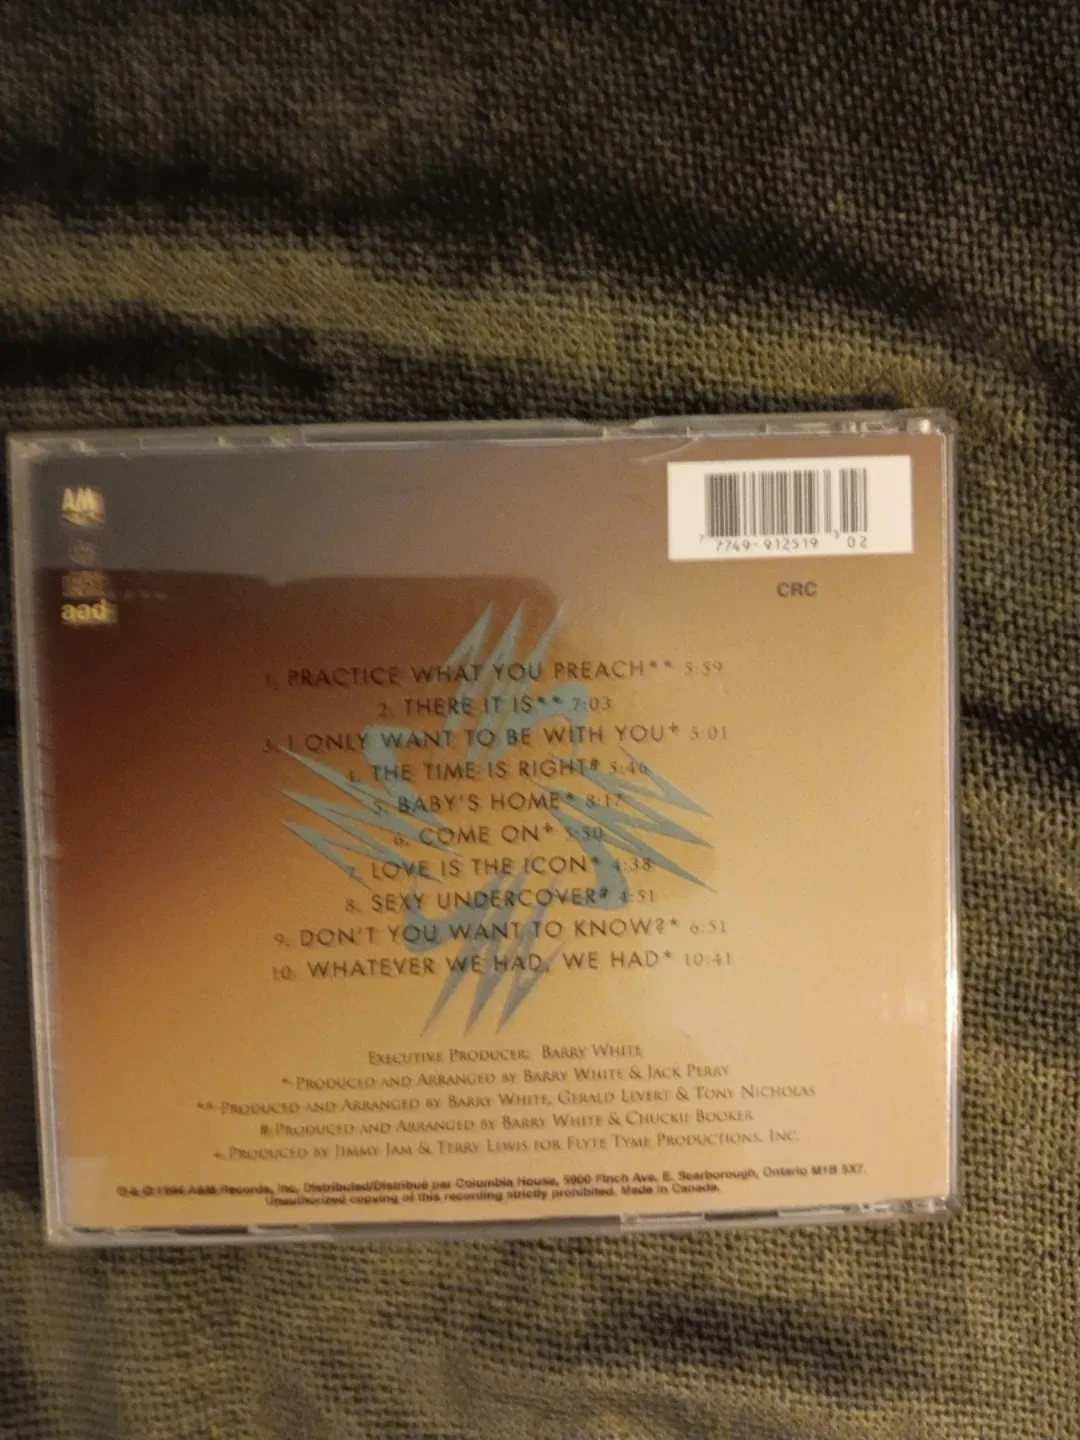 AM
aad
7 7749-912519 3 02
CRC
1. PRACTICE WHAT YOU PREACH** 5:59
2. THERE IT IS** 7:03
3. I ONLY WANT TO BE WITH YOU+ 5:01
4. THE TIME IS RIGHT# 5:46
5. BABY'S HOME* 8:17
6. COME ON+ 5:50
7. LOVE IS THE ICON* 4:38
8. SEXY UNDERCOVER# 4:51
9. DON'T YOU WANT TO KNOW?* 6:51
10. WHATEVER WE HAD, WE HAD* 10:41
EXECUTIVE PRODUCER: BARRY WHITE
*-PRODUCED AND ARRANGED BY BARRY WHITE & JACK PERRY
**-PRODUCED AND ARRANGED BY BARRY WHITE, GERALD LEVERT & TONY NICHOLAS
#-PRODUCED AND ARRANGED BY BARRY WHITE & CHUCKII BOOKER
+-PRODUCED BY JIMMY JAM & TERRY LEWIS FOR FLYTE TYME PRODUCTIONS, INC.
℗ & © 1994 A&M Records, Inc. Distributed/Distribué par Columbia House, 5900 Finch Ave. E. Scarborough, Ontario M1B 5X7.
Unauthorized copying of this recording strictly prohibited. Made in Canada.